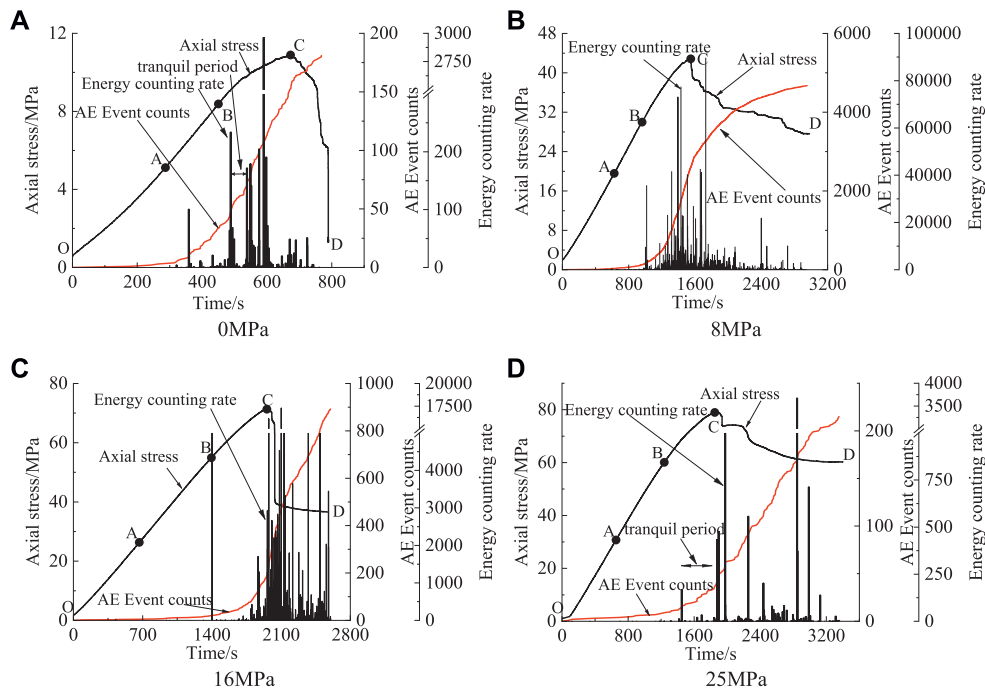 A
12
8
4
0
Axial stress/MPa
0
200
400
600
800
Time/s
0MPa
200
150
100
50
0
AE Event counts
3000
2750
300
200
100
0
Energy counting rate
Axial stress
tranquil period
Energy counting rate
AE Event counts
O
A
B
C
D
B
48
44
40
36
32
28
24
20
16
12
8
4
0
Axial stress/MPa
0
800
1600
2400
3200
Time/s
8MPa
6000
4000
2000
0
AE Event counts
100000
80000
60000
40000
20000
0
Energy counting rate
Energy counting rate
Axial stress
AE Event counts
O
A
B
C
D
C
80
60
40
20
0
Axial stress/MPa
0
700
1400
2100
2800
Time/s
16MPa
1000
800
600
400
200
0
AE Event counts
20000
17500
4000
3000
2000
1000
0
Energy counting rate
Energy counting rate
Axial stress
AE Event counts
O
A
B
C
D
D
80
60
40
20
0
Axial stress/MPa
0
800
1600
2400
3200
Time/s
25MPa
200
100
0
AE Event counts
4000
3500
750
500
250
0
Energy counting rate
Axial stress
Energy counting rate
tranquil period
AE Event counts
O
A
B
C
D